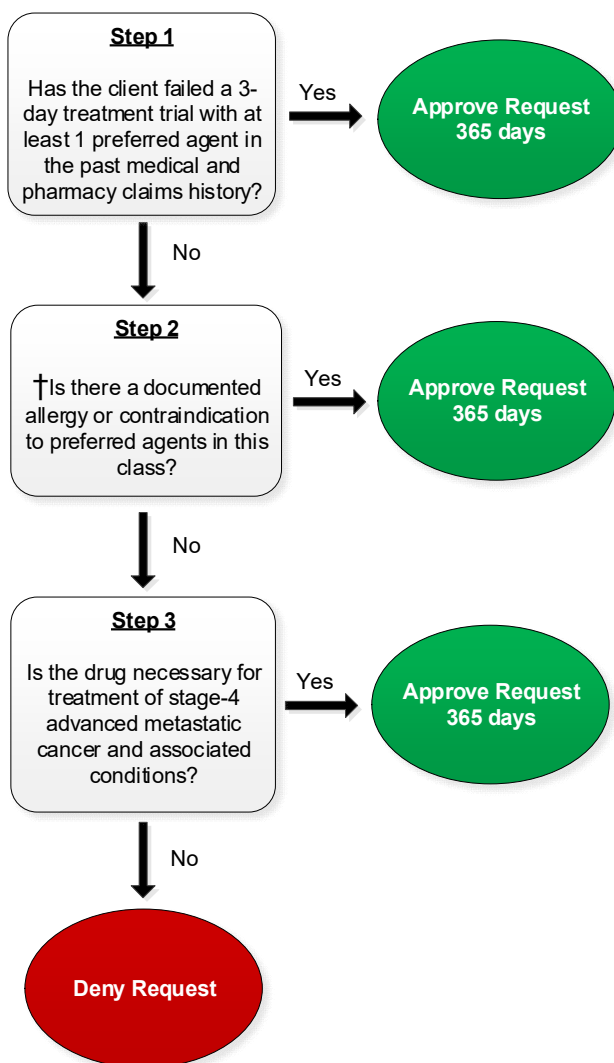 Step 1
Has the client failed a 3-
day treatment trial with at
least 1 preferred agent in
the past medical and
pharmacy claims history?
Yes
Approve Request
365 days
No
Step 2
†Is there a documented
allergy or contraindication
to preferred agents in this
class?
Yes
Approve Request
365 days
No
Step 3
Is the drug necessary for
treatment of stage-4
advanced metastatic
cancer and associated
conditions?
Yes
Approve Request
365 days
No
Deny Request